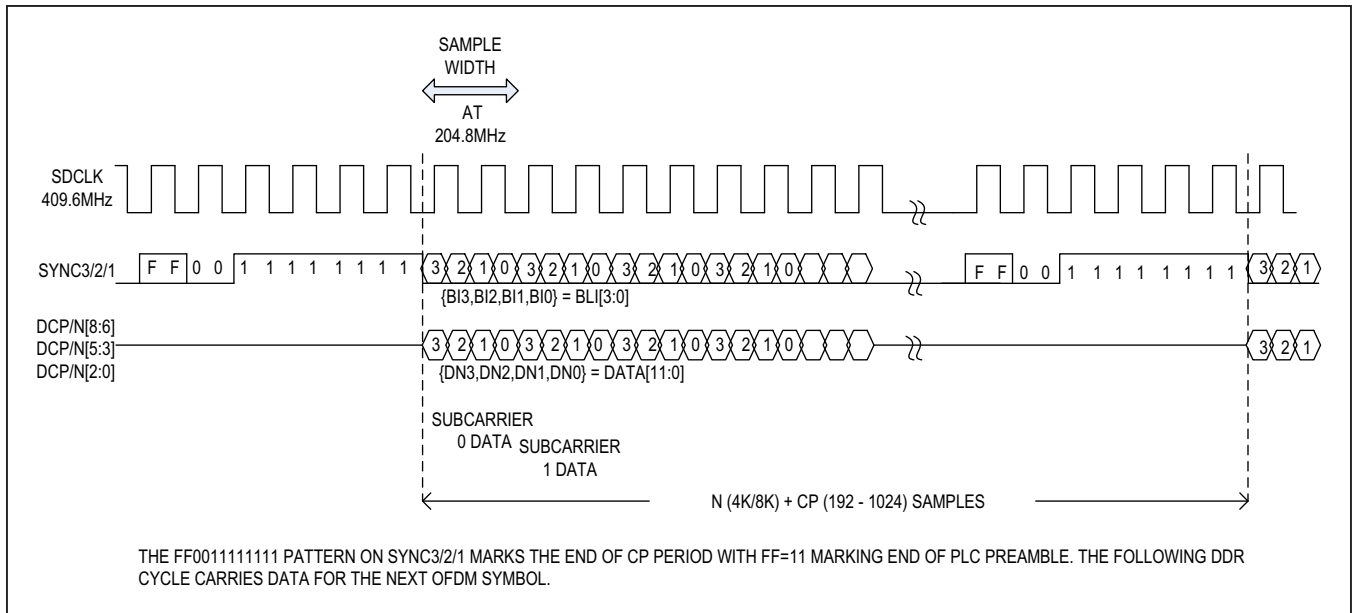 SAMPLE
WIDTH
AT
204.8MHz
SDCLK
409.6MHz
SYNC3/2/1
F F 0 0 1 1 1 1 1 1 1 1 3 2 1 0 3 2 1 0 3 2 1 0 3 2 1 0 F F 0 0 1 1 1 1 1 1 1 1 3 2 1
{BI3,BI2,BI1,BI0} = BLI[3:0]
DCP/N[8:6]
DCP/N[5:3]
DCP/N[2:0]
3 2 1 0 3 2 1 0 3 2 1 0 3 2 1 0 3 2 1
{DN3,DN2,DN1,DN0} = DATA[11:0]
SUBCARRIER
0 DATA
SUBCARRIER
1 DATA
N (4K/8K) + CP (192 - 1024) SAMPLES
THE FF0011111111 PATTERN ON SYNC3/2/1 MARKS THE END OF CP PERIOD WITH FF=11 MARKING END OF PLC PREAMBLE. THE FOLLOWING DDR
CYCLE CARRIES DATA FOR THE NEXT OFDM SYMBOL.